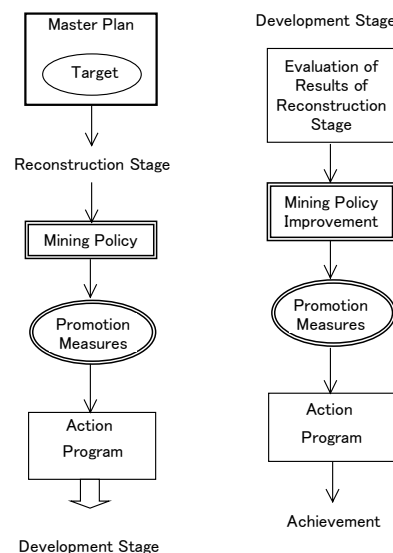 Master Plan
Target
Reconstruction Stage
Mining Policy
Promotion
Measures
Action
Program
Development Stage
Development Stage
Evaluation of
Results of
Reconstruction
Stage
Mining Policy
Improvement
Promotion
Measures
Action
Program
Achievement